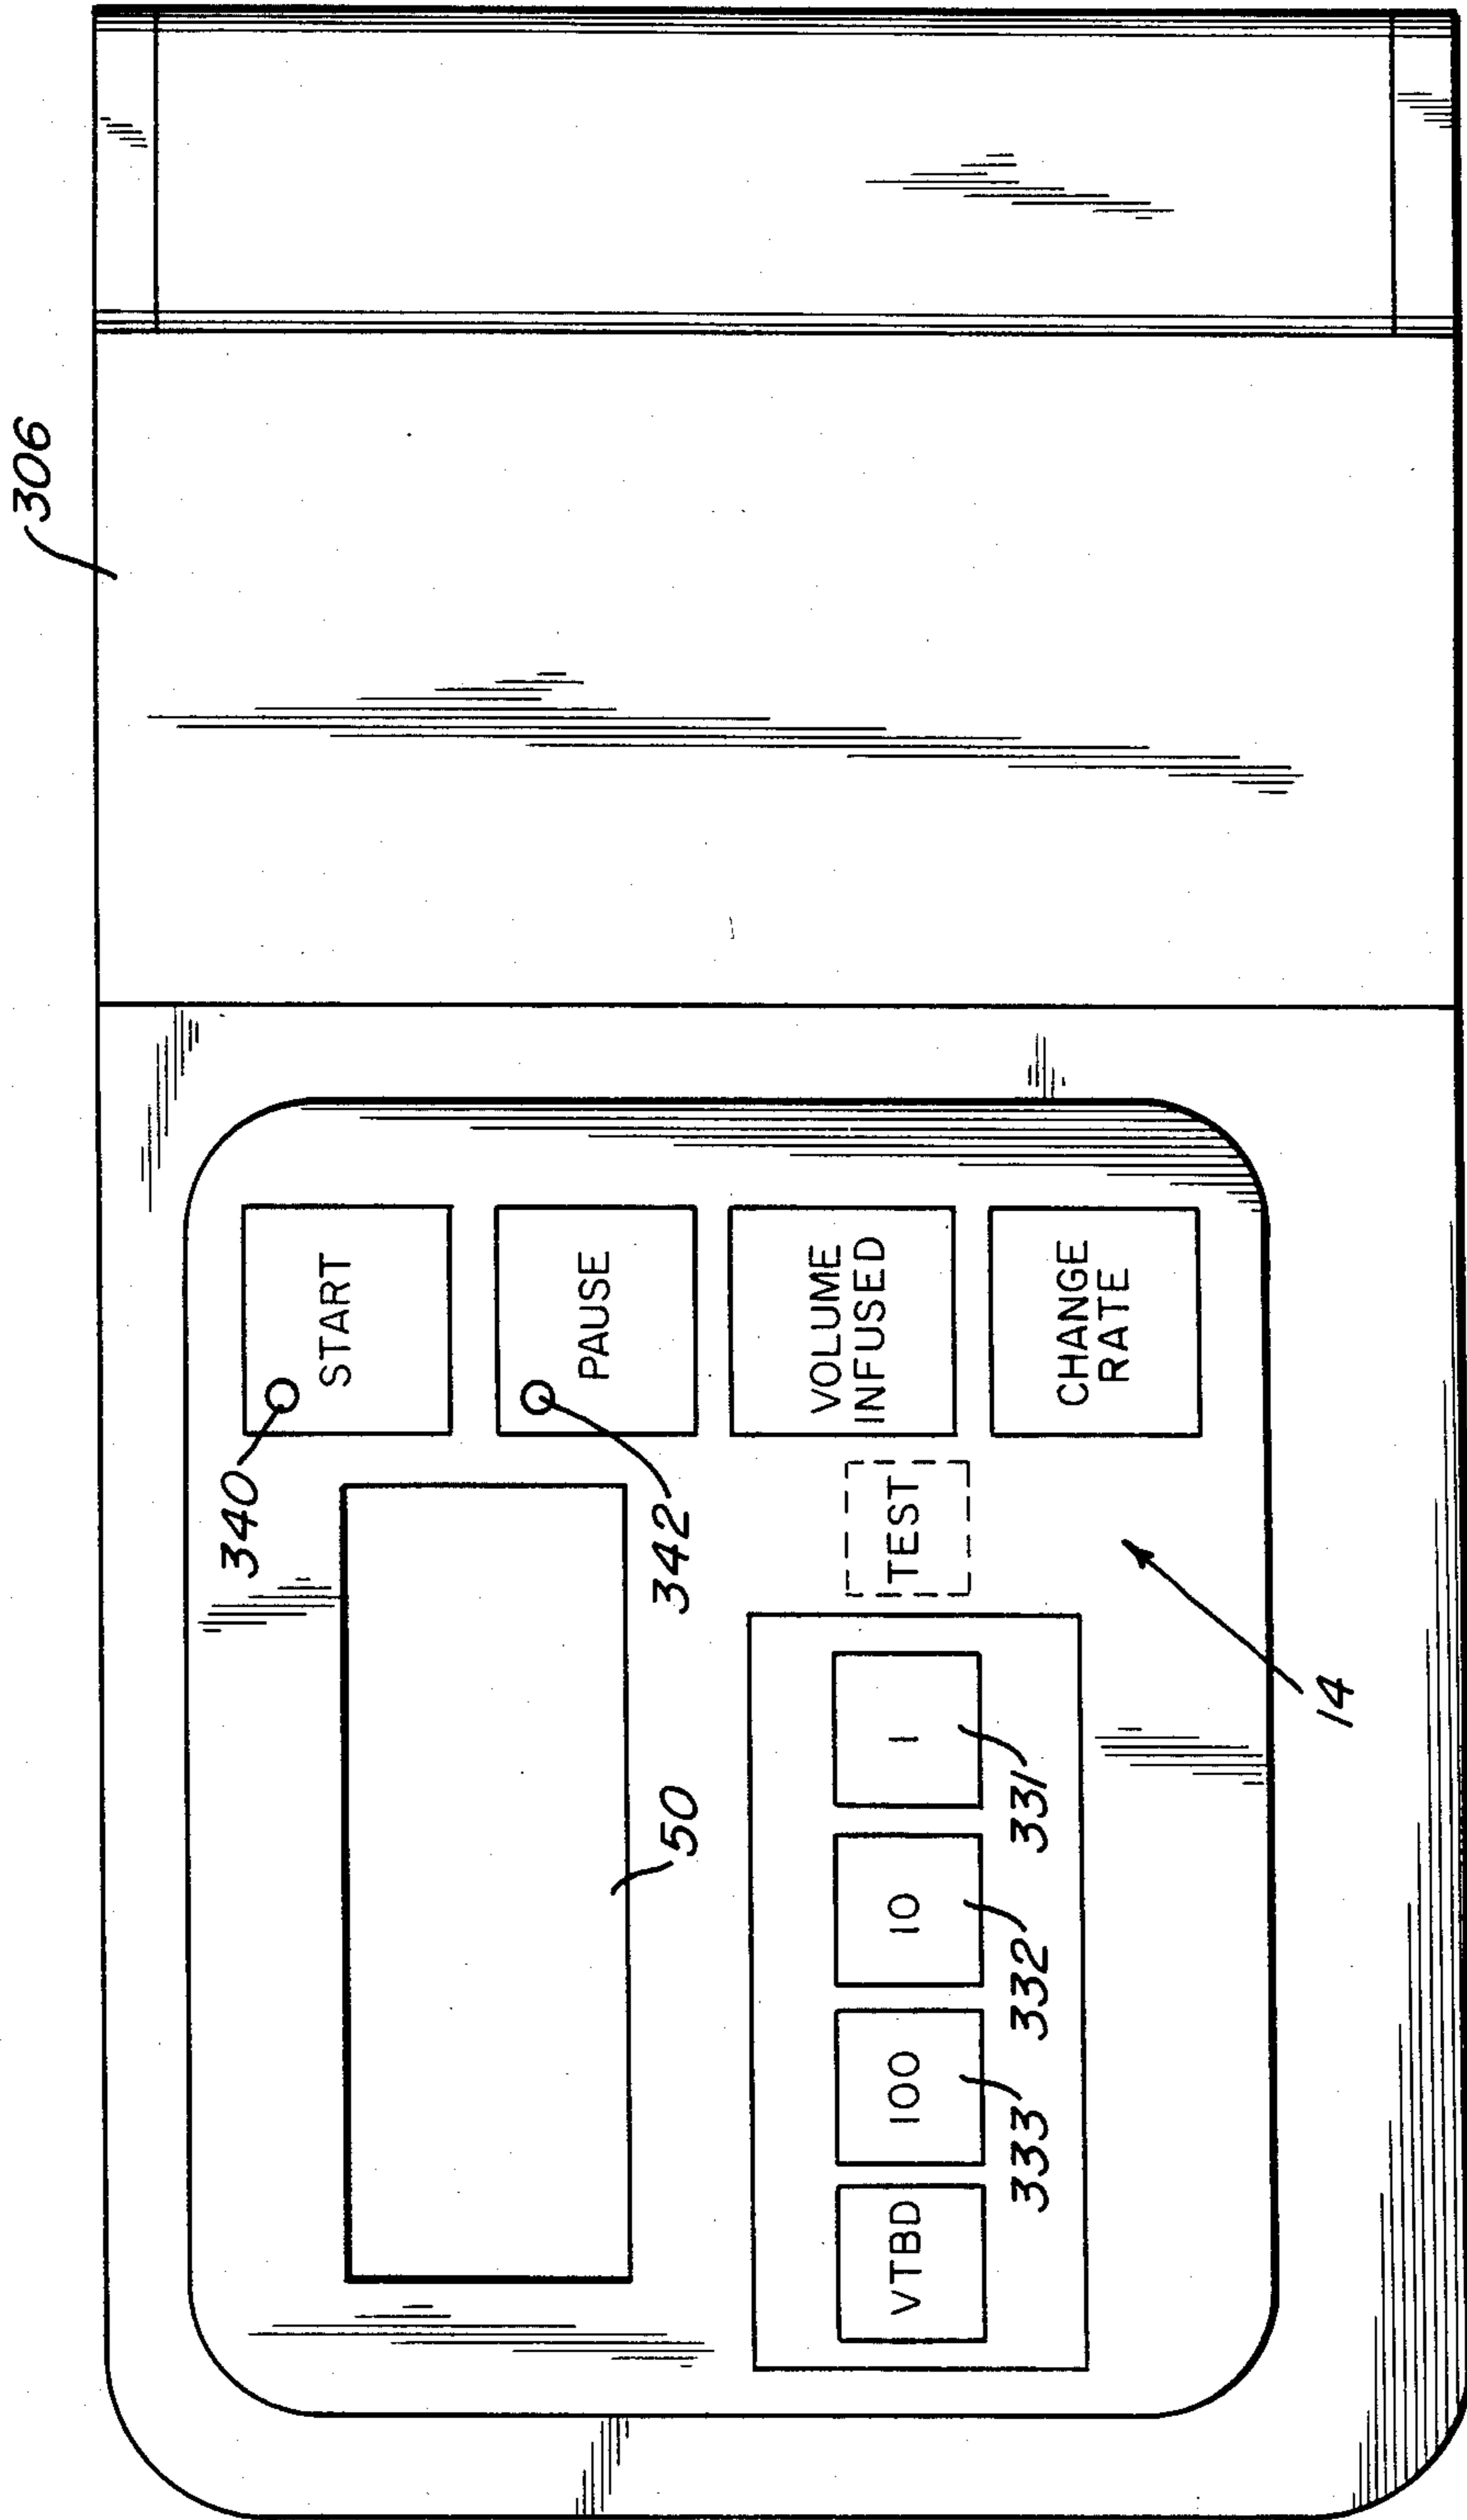 306
340
START
342
PAUSE
VOLUME
INFUSED
CHANGE
RATE
TEST
50
VTBD
100
10
1
333
332
331
14